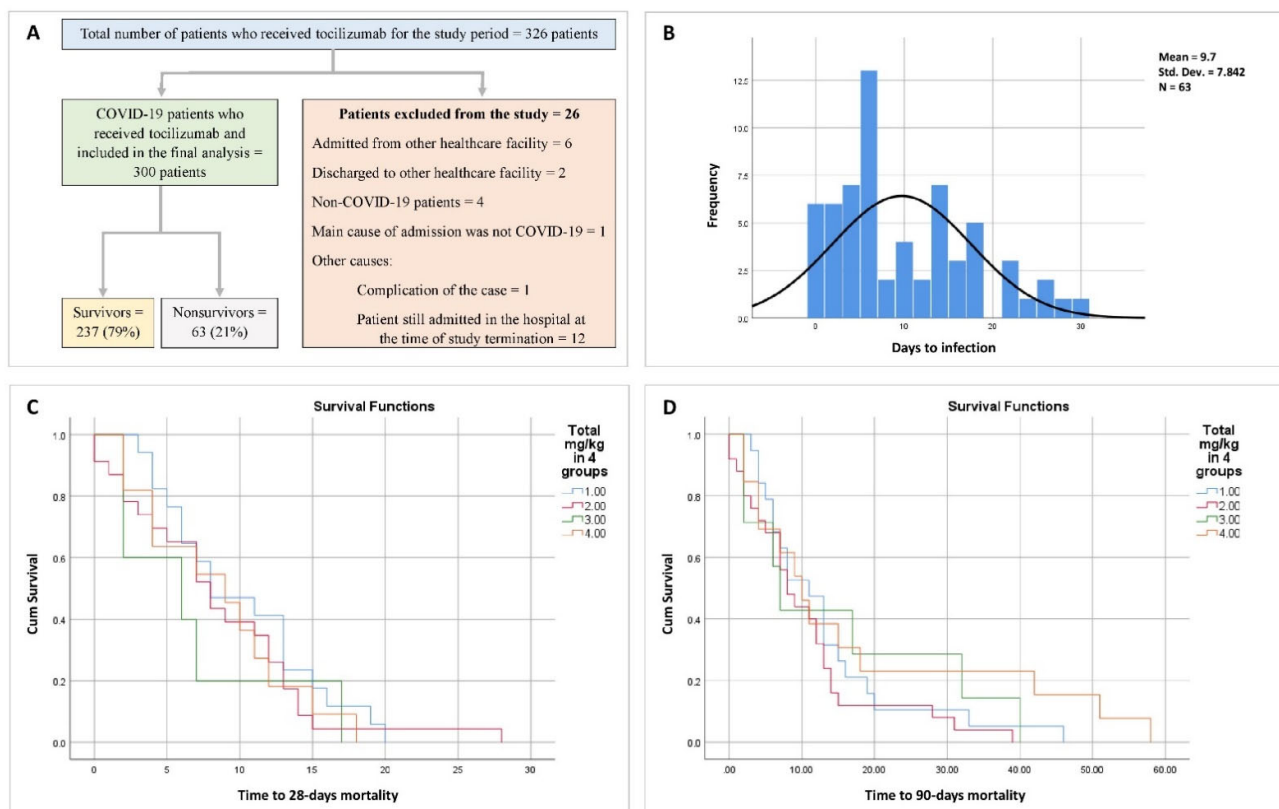 A
Total number of patients who received tocilizumab for the study period = 326 patients
COVID-19 patients who
received tocilizumab and
included in the final analysis =
300 patients
Survivors =
237 (79%)
Nonsurvivors =
63 (21%)
Patients excluded from the study = 26
Admitted from other healthcare facility = 6
Discharged to other healthcare facility = 2
Non-COVID-19 patients = 4
Main cause of admission was not COVID-19 = 1
Other causes:
Complication of the case = 1
Patient still admitted in the hospital at
the time of study termination = 12
B
Mean = 9.7
Std. Dev. = 7.842
N = 63
Frequency
12.5
10.0
7.5
5.0
2.5
0.0
0 10 20 30
Days to infection
C
Survival Functions
Total
mg/kg
in 4
groups
1.00
2.00
3.00
4.00
Cum Survival
1.0
0.8
0.6
0.4
0.2
0.0
0 5 10 15 20 25 30
Time to 28-days mortality
D
Survival Functions
Total
mg/kg
in 4
groups
1.00
2.00
3.00
4.00
Cum Survival
1.0
0.8
0.6
0.4
0.2
0.0
.00 10.00 20.00 30.00 40.00 50.00 60.00
Time to 90-days mortality